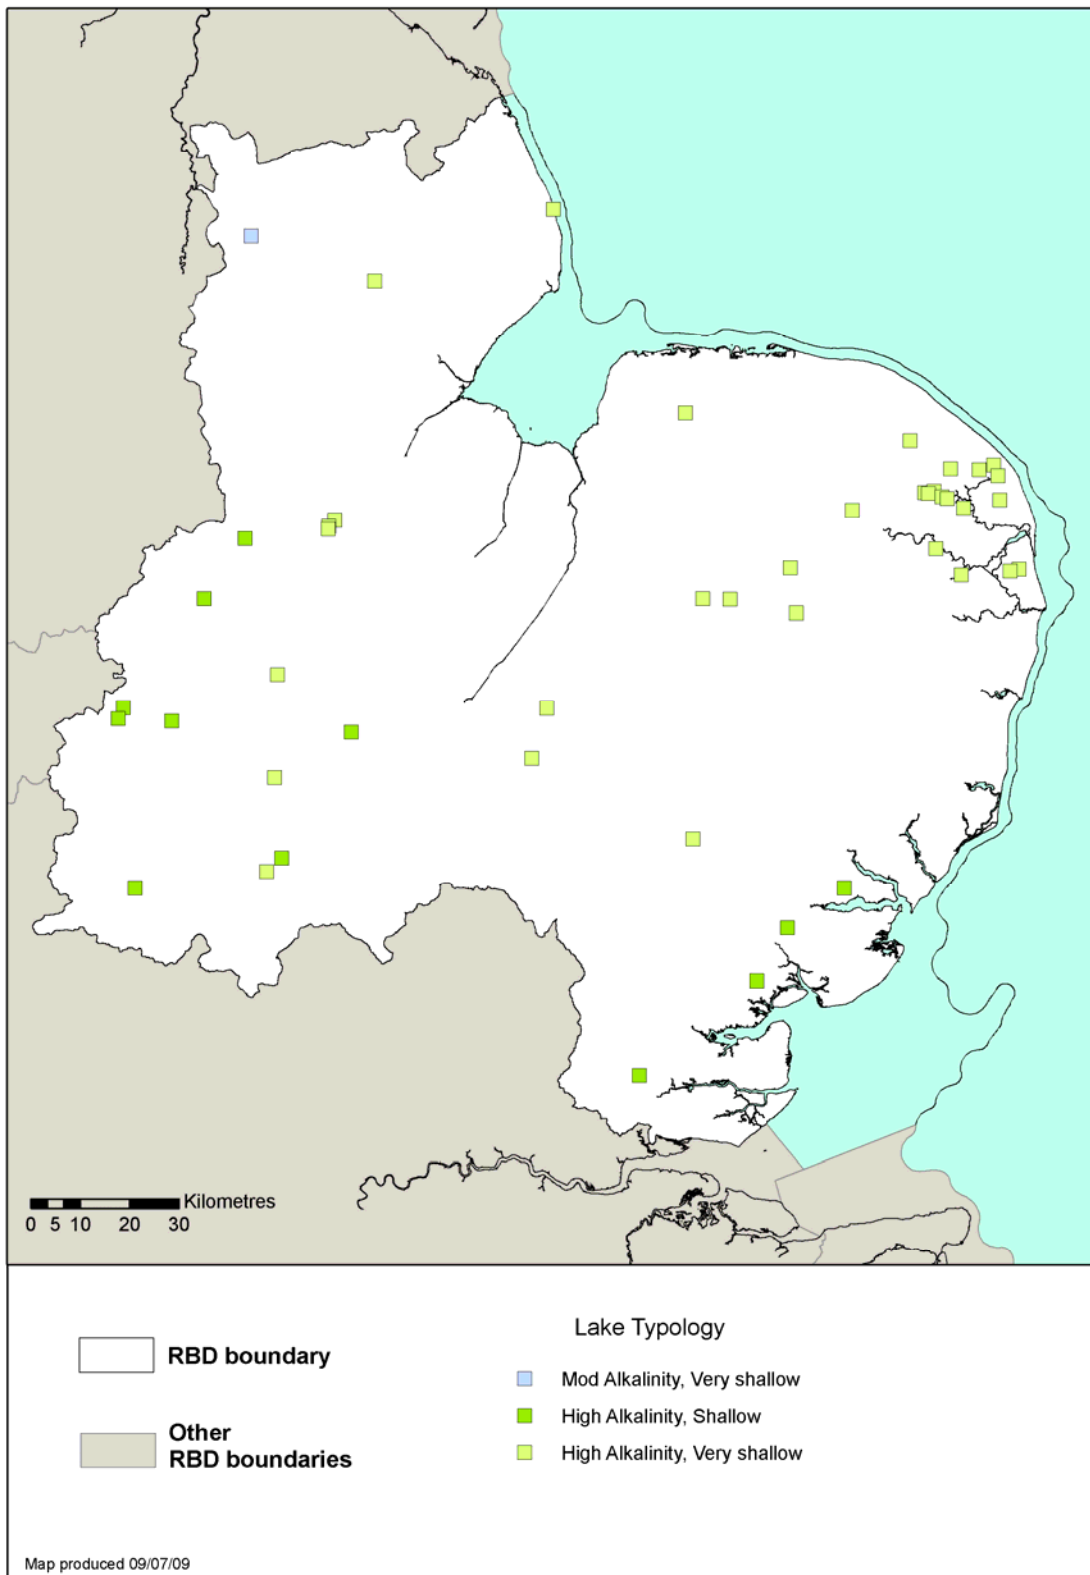 Kilometres
0 5 10 20 30
Lake Typology
RBD boundary
Mod Alkalinity, Very shallow
High Alkalinity, Shallow
Other
RBD boundaries
High Alkalinity, Very shallow
Map produced 09/07/09